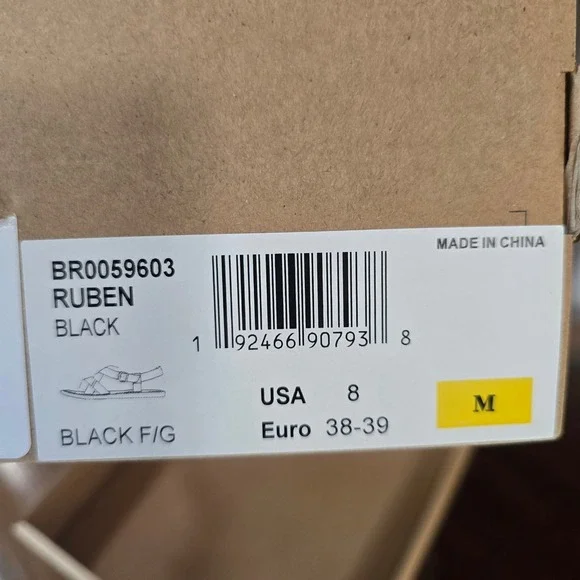 MADE IN CHINA
BR0059603
RUBEN
BLACK
1 92466 90793 8
USA 8
Euro 38-39
M
BLACK F/G